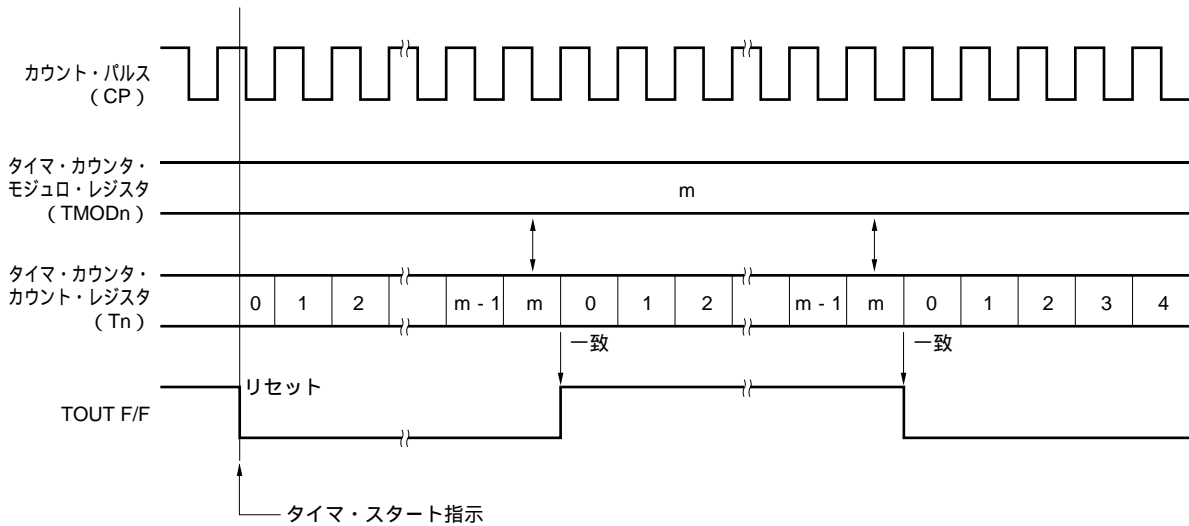 カウント・パルス
（CP）
タイマ・カウンタ・
モジュロ・レジスタ
（TMODn）
m
タイマ・カウンタ・
カウント・レジスタ
（Tn）
0 1 2 m - 1 m 0 1 2 m - 1 m 0 1 2 3 4
一致 一致
リセット
TOUT F/F
タイマ・スタート指示